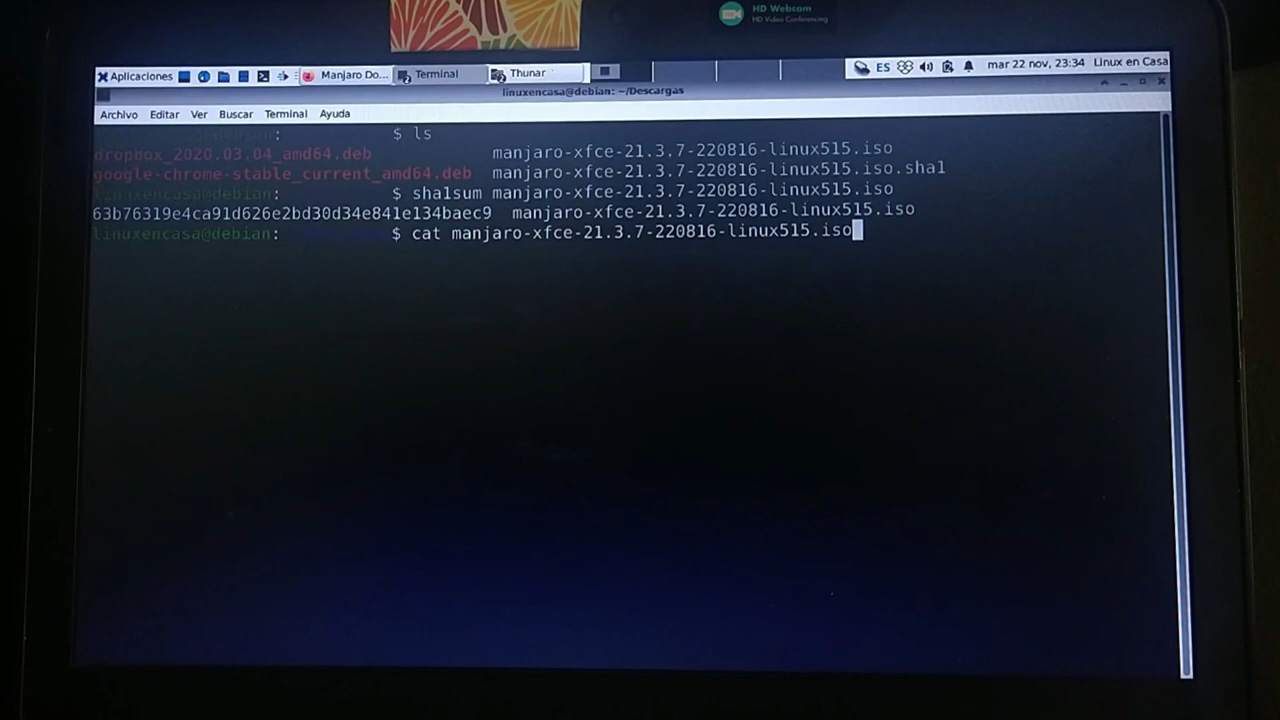 HD Webcam
HD Video Conferencing
Aplicaciones
Manjaro Do...
Terminal
Thunar
ES
mar 22 nov, 23:34
Linux en Casa
linuxencasa@debian: ~/Descargas
Archivo Editar Ver Buscar Terminal Ayuda
@debian: $ ls
dropbox_2020.03.04_amd64.deb manjaro-xfce-21.3.7-220816-linux515.iso
google-chrome-stable_current_amd64.deb manjaro-xfce-21.3.7-220816-linux515.iso.sha1
linuxencasa@debian: $ sha1sum manjaro-xfce-21.3.7-220816-linux515.iso
63b76319e4ca91d626e2bd30d34e841e134baec9 manjaro-xfce-21.3.7-220816-linux515.iso
linuxencasa@debian: $ cat manjaro-xfce-21.3.7-220816-linux515.iso